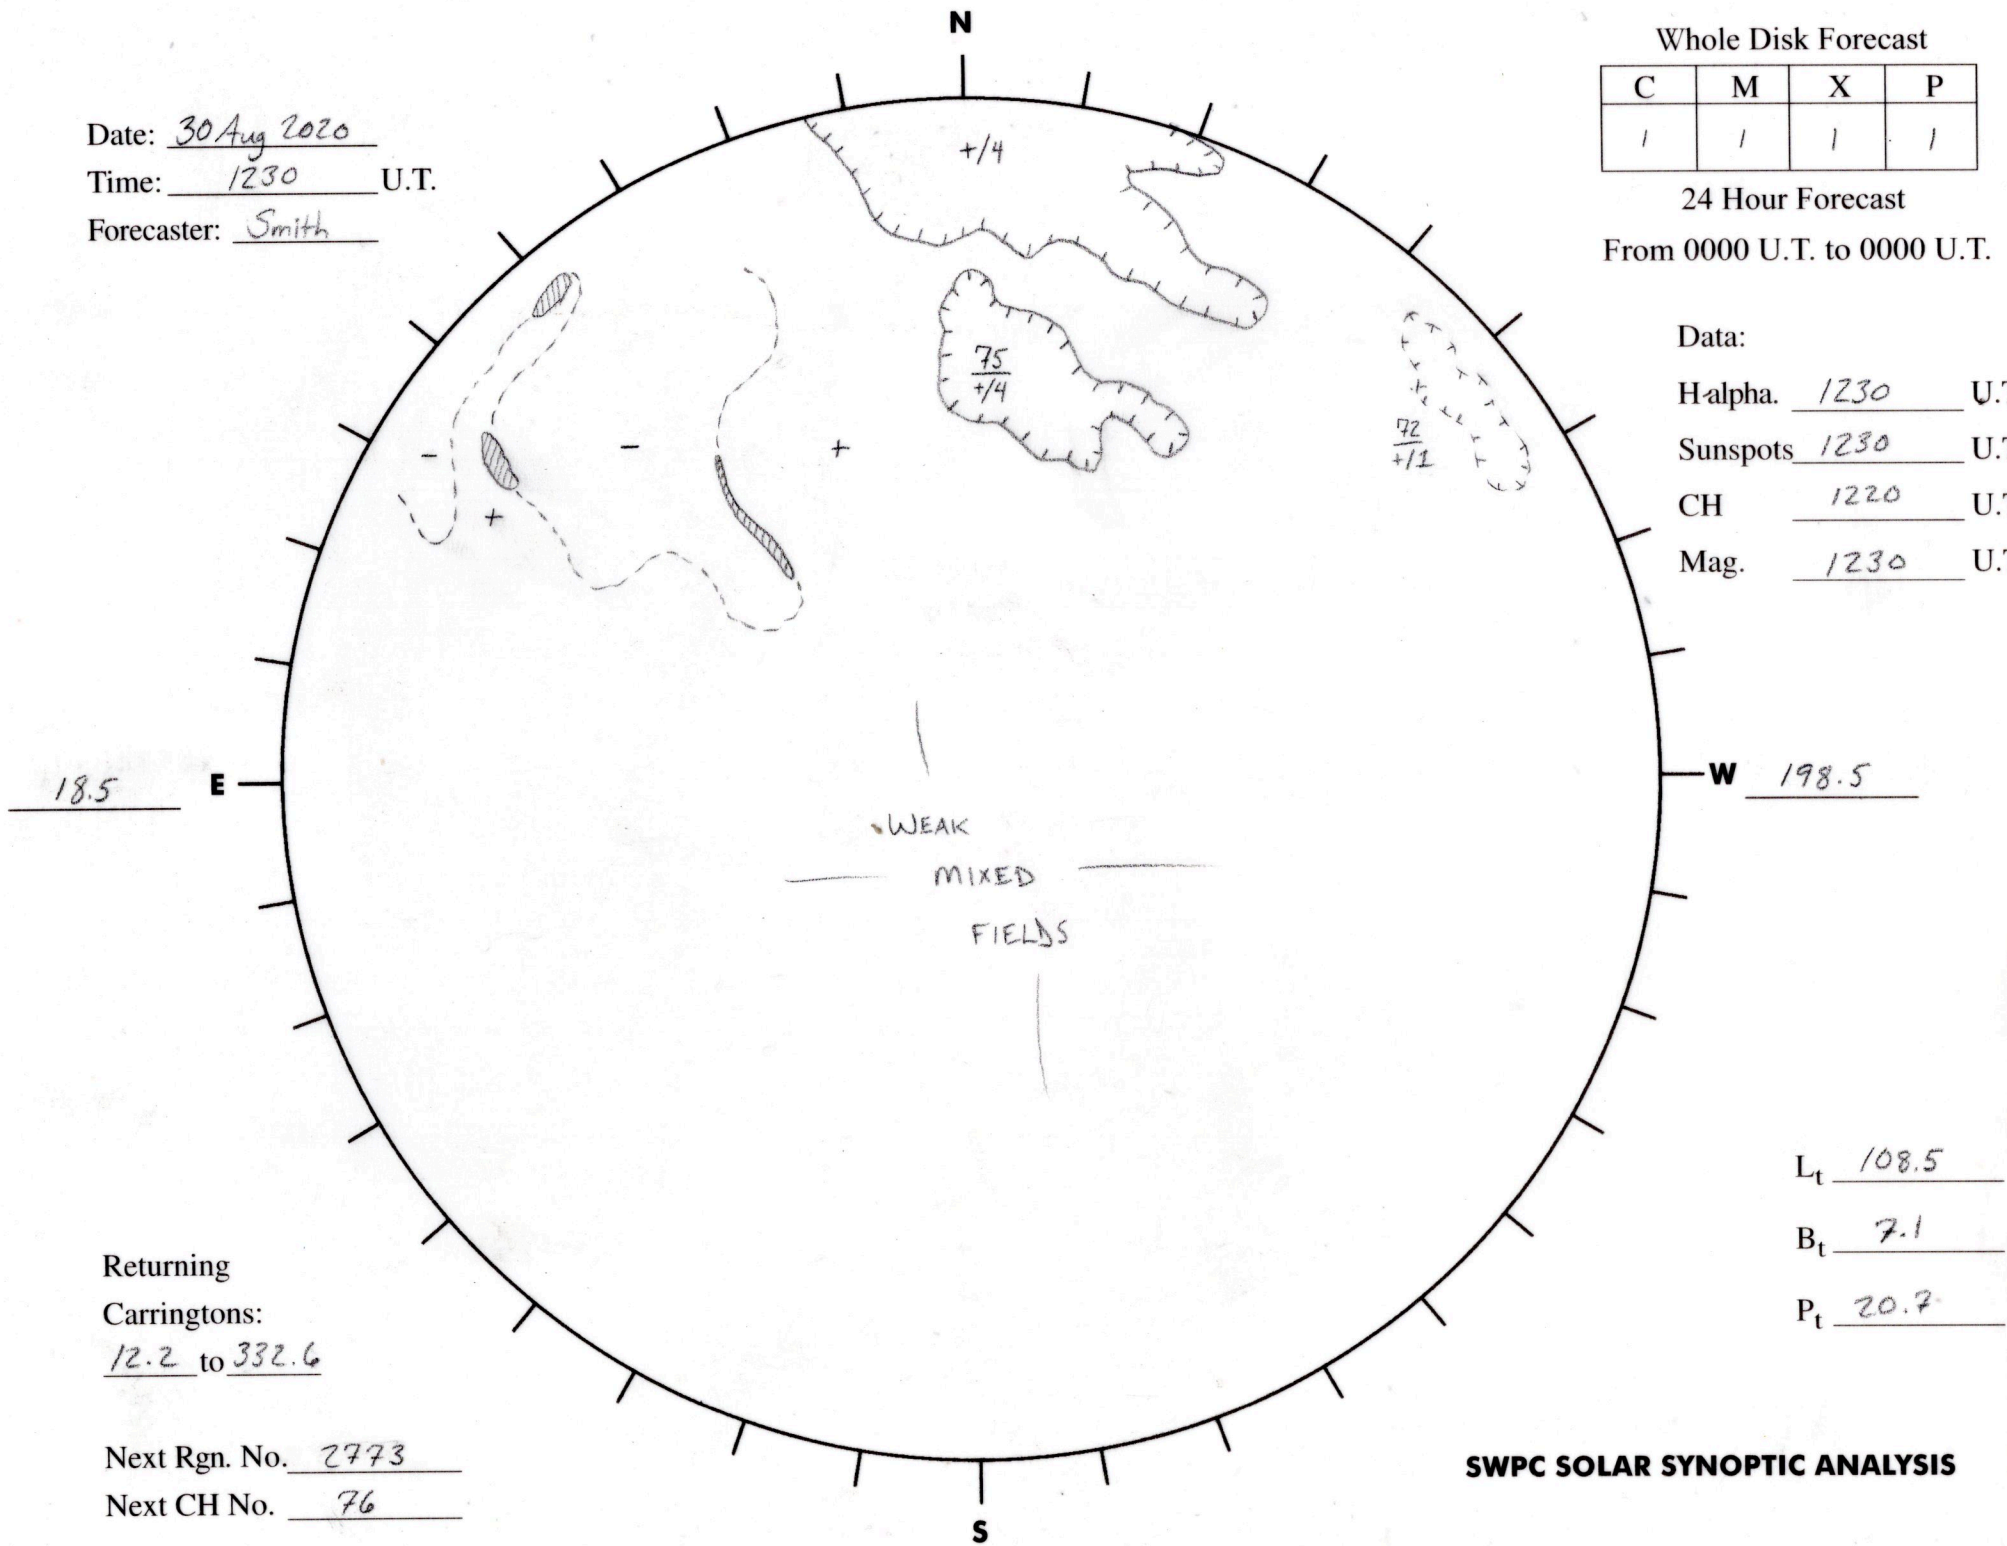 N
Whole Disk Forecast
C M X P
1 1 1 1
24 Hour Forecast
From 0000 U.T. to 0000 U.T.
Date: 30 Aug 2020
Time: 1230 U.T.
Forecaster: Smith
+/4
75
+/4
72
+/1
- + - +
Data:
H-alpha. 1230 U.T
Sunspots 1230 U.T
CH 1220 U.T
Mag. 1230 U.T
18.5 E
W 198.5
WEAK
MIXED
FIELDS
Lt 108.5
Bt 7.1
Pt 20.7
Returning
Carringtons:
12.2 to 332.6
Next Rgn. No. 2773
Next CH No. 76
SWPC SOLAR SYNOPTIC ANALYSIS
S